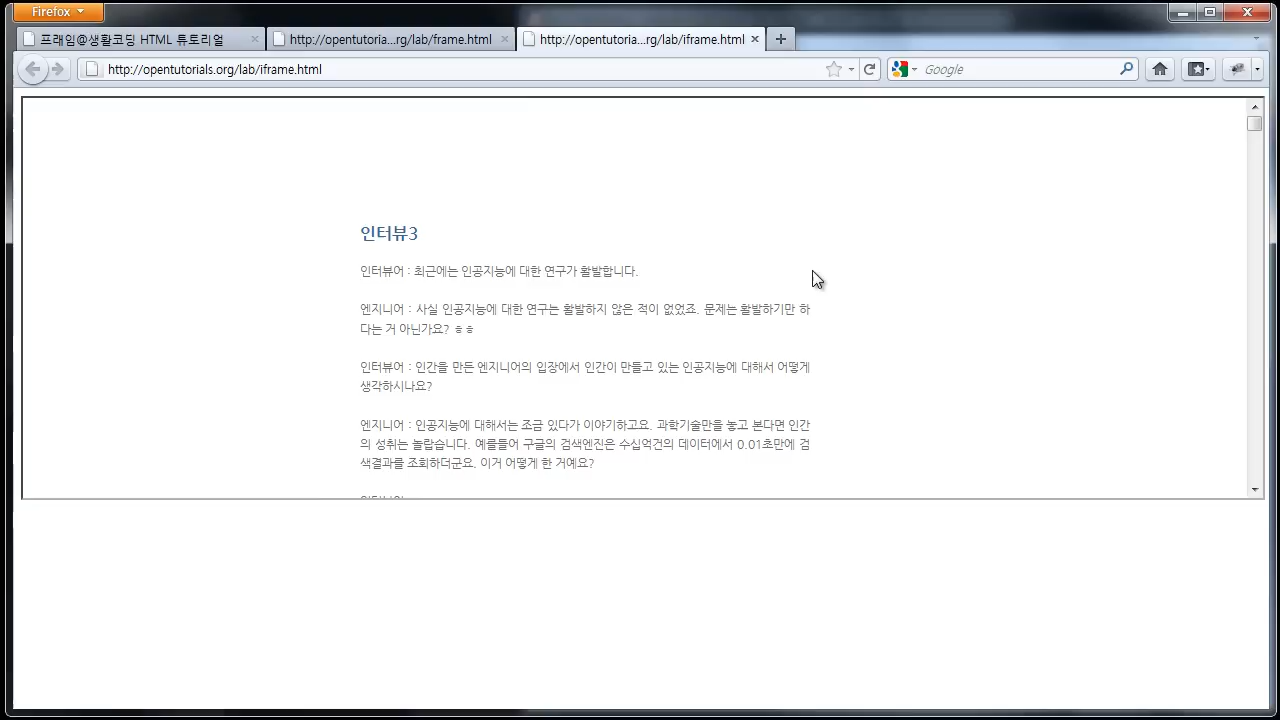 Firefox
프래임@생활코딩 HTML 튜토리얼
http://opentutoria...rg/lab/frame.html
http://opentutoria...rg/lab/iframe.html
http://opentutorials.org/lab/iframe.html
Google
인터뷰3
인터뷰어 : 최근에는 인공지능에 대한 연구가 활발합니다.
엔지니어 : 사실 인공지능에 대한 연구는 활발하지 않은 적이 없었죠. 문제는 활발하기만 하
다는 거 아닌가요? ㅎㅎ
인터뷰어 : 인간을 만든 엔지니어의 입장에서 인간이 만들고 있는 인공지능에 대해서 어떻게
생각하시나요?
엔지니어 : 인공지능에 대해서는 조금 있다가 이야기하고요. 과학기술만을 놓고 본다면 인간
의 성취는 놀랍습니다. 예를들어 구글의 검색엔진은 수십억건의 데이터에서 0.01초만에 검
색결과를 조회하더군요. 이거 어떻게 한 거예요?